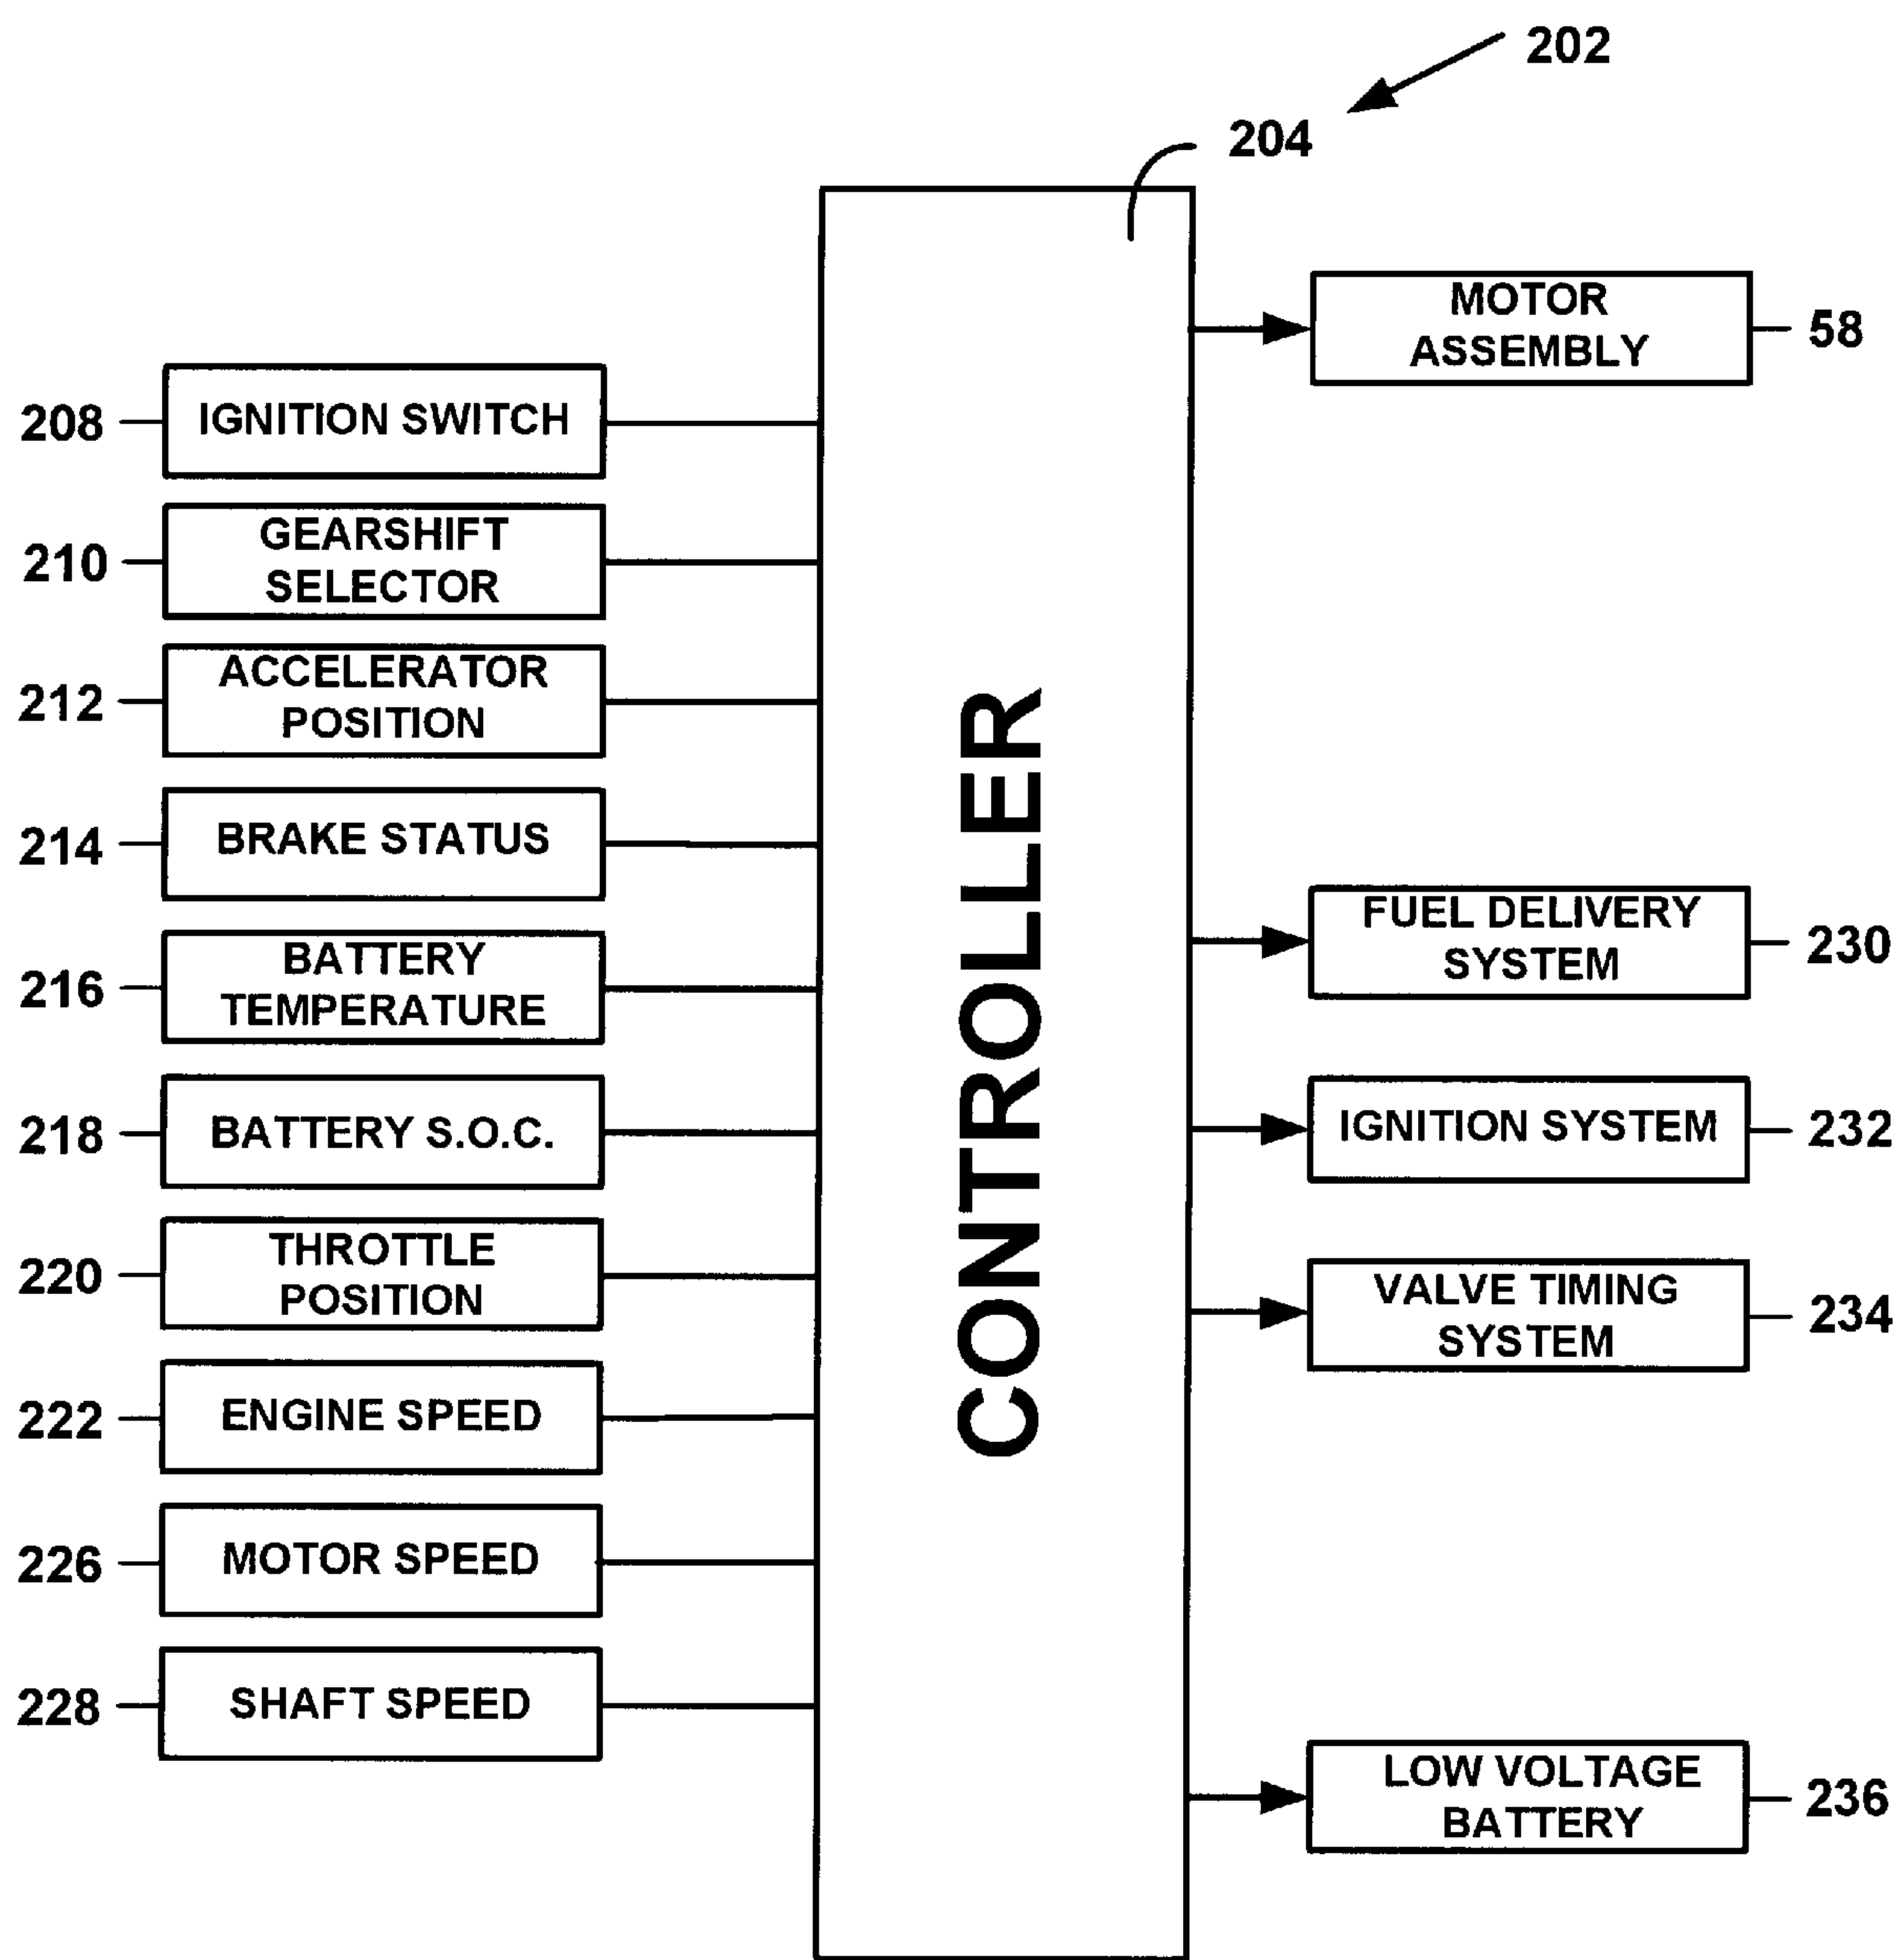 202
204
MOTOR
ASSEMBLY
58
208
IGNITION SWITCH
210
GEARSHIFT
SELECTOR
212
ACCELERATOR
POSITION
214
BRAKE STATUS
216
BATTERY
TEMPERATURE
218
BATTERY S.O.C.
220
THROTTLE
POSITION
222
ENGINE SPEED
226
MOTOR SPEED
228
SHAFT SPEED
CONTROLLER
FUEL DELIVERY
SYSTEM
230
IGNITION SYSTEM
232
VALVE TIMING
SYSTEM
234
LOW VOLTAGE
BATTERY
236